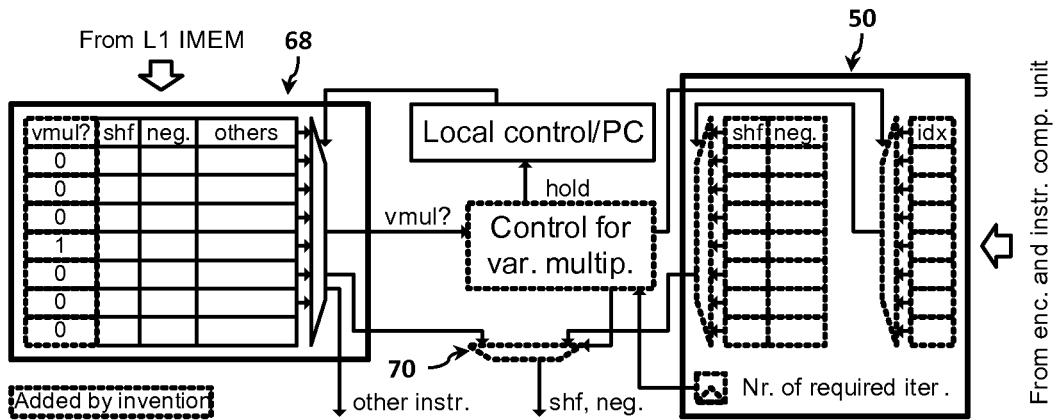 From L1 IMEM
68
50
vmul? shf neg. others
0
0
0
1
0
0
0
Local control/PC
hold
vmul?
Control for
var. multip.
shf neg.
idx
From enc. and instr. comp. unit
70
Nr. of required iter .
Added by invention
other instr.
shf, neg.